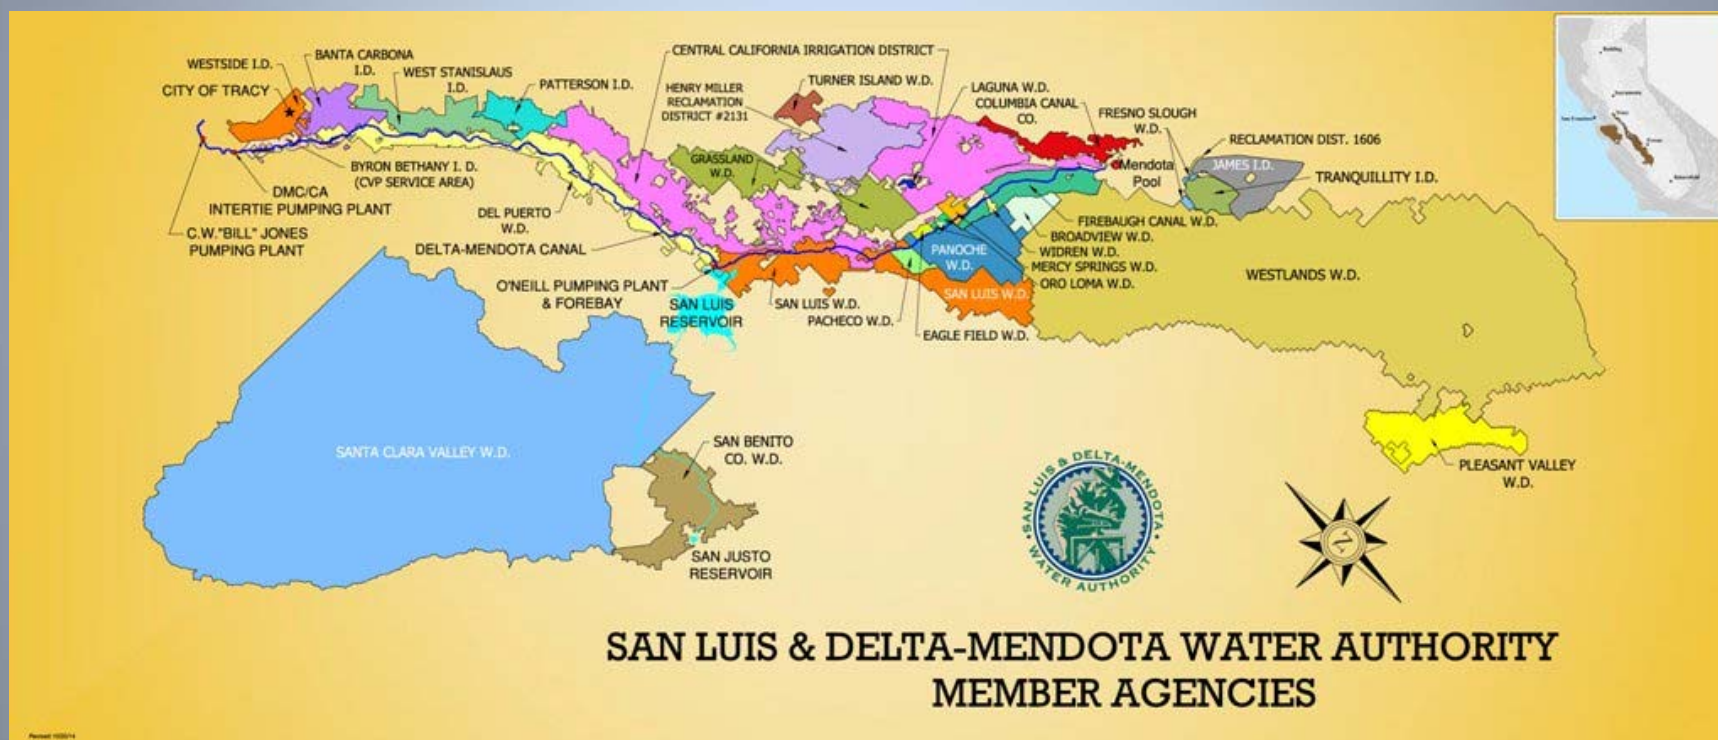 WESTSIDE I.D.
BANTA CARBONA
I.D.
WEST STANISLAUS
I.D.
CITY OF TRACY
PATTERSON I.D.
CENTRAL CALIFORNIA IRRIGATION DISTRICT
HENRY MILLER
RECLAMATION
DISTRICT #2131
TURNER ISLAND W.D.
LAGUNA W.D.
COLUMBIA CANAL
CO.
FRESNO SLOUGH
W.D.
RECLAMATION DIST. 1606
JAMES I.D.
TRANQUILLITY I.D.
Mendota
Pool
GRASSLAND
W.D.
BYRON BETHANY I. D.
(CVP SERVICE AREA)
DMC/CA
INTERTIE PUMPING PLANT
C.W."BILL" JONES
PUMPING PLANT
DEL PUERTO
W.D.
DELTA-MENDOTA CANAL
O'NEILL PUMPING PLANT
& FOREBAY
SAN LUIS
RESERVOIR
SAN LUIS W.D.
PACHECO W.D.
EAGLE FIELD W.D.
PANOCHE
W.D.
SAN LUIS W.D.
FIREBAUGH CANAL W.D.
BROADVIEW W.D.
WIDREN W.D.
MERCY SPRINGS W.D.
ORO LOMA W.D.
WESTLANDS W.D.
PLEASANT VALLEY
W.D.
SANTA CLARA VALLEY W.D.
SAN BENITO
CO. W.D.
SAN JUSTO
RESERVOIR
SAN LUIS & DELTA-MENDOTA
WATER AUTHORITY
N
SAN LUIS & DELTA-MENDOTA WATER AUTHORITY
MEMBER AGENCIES